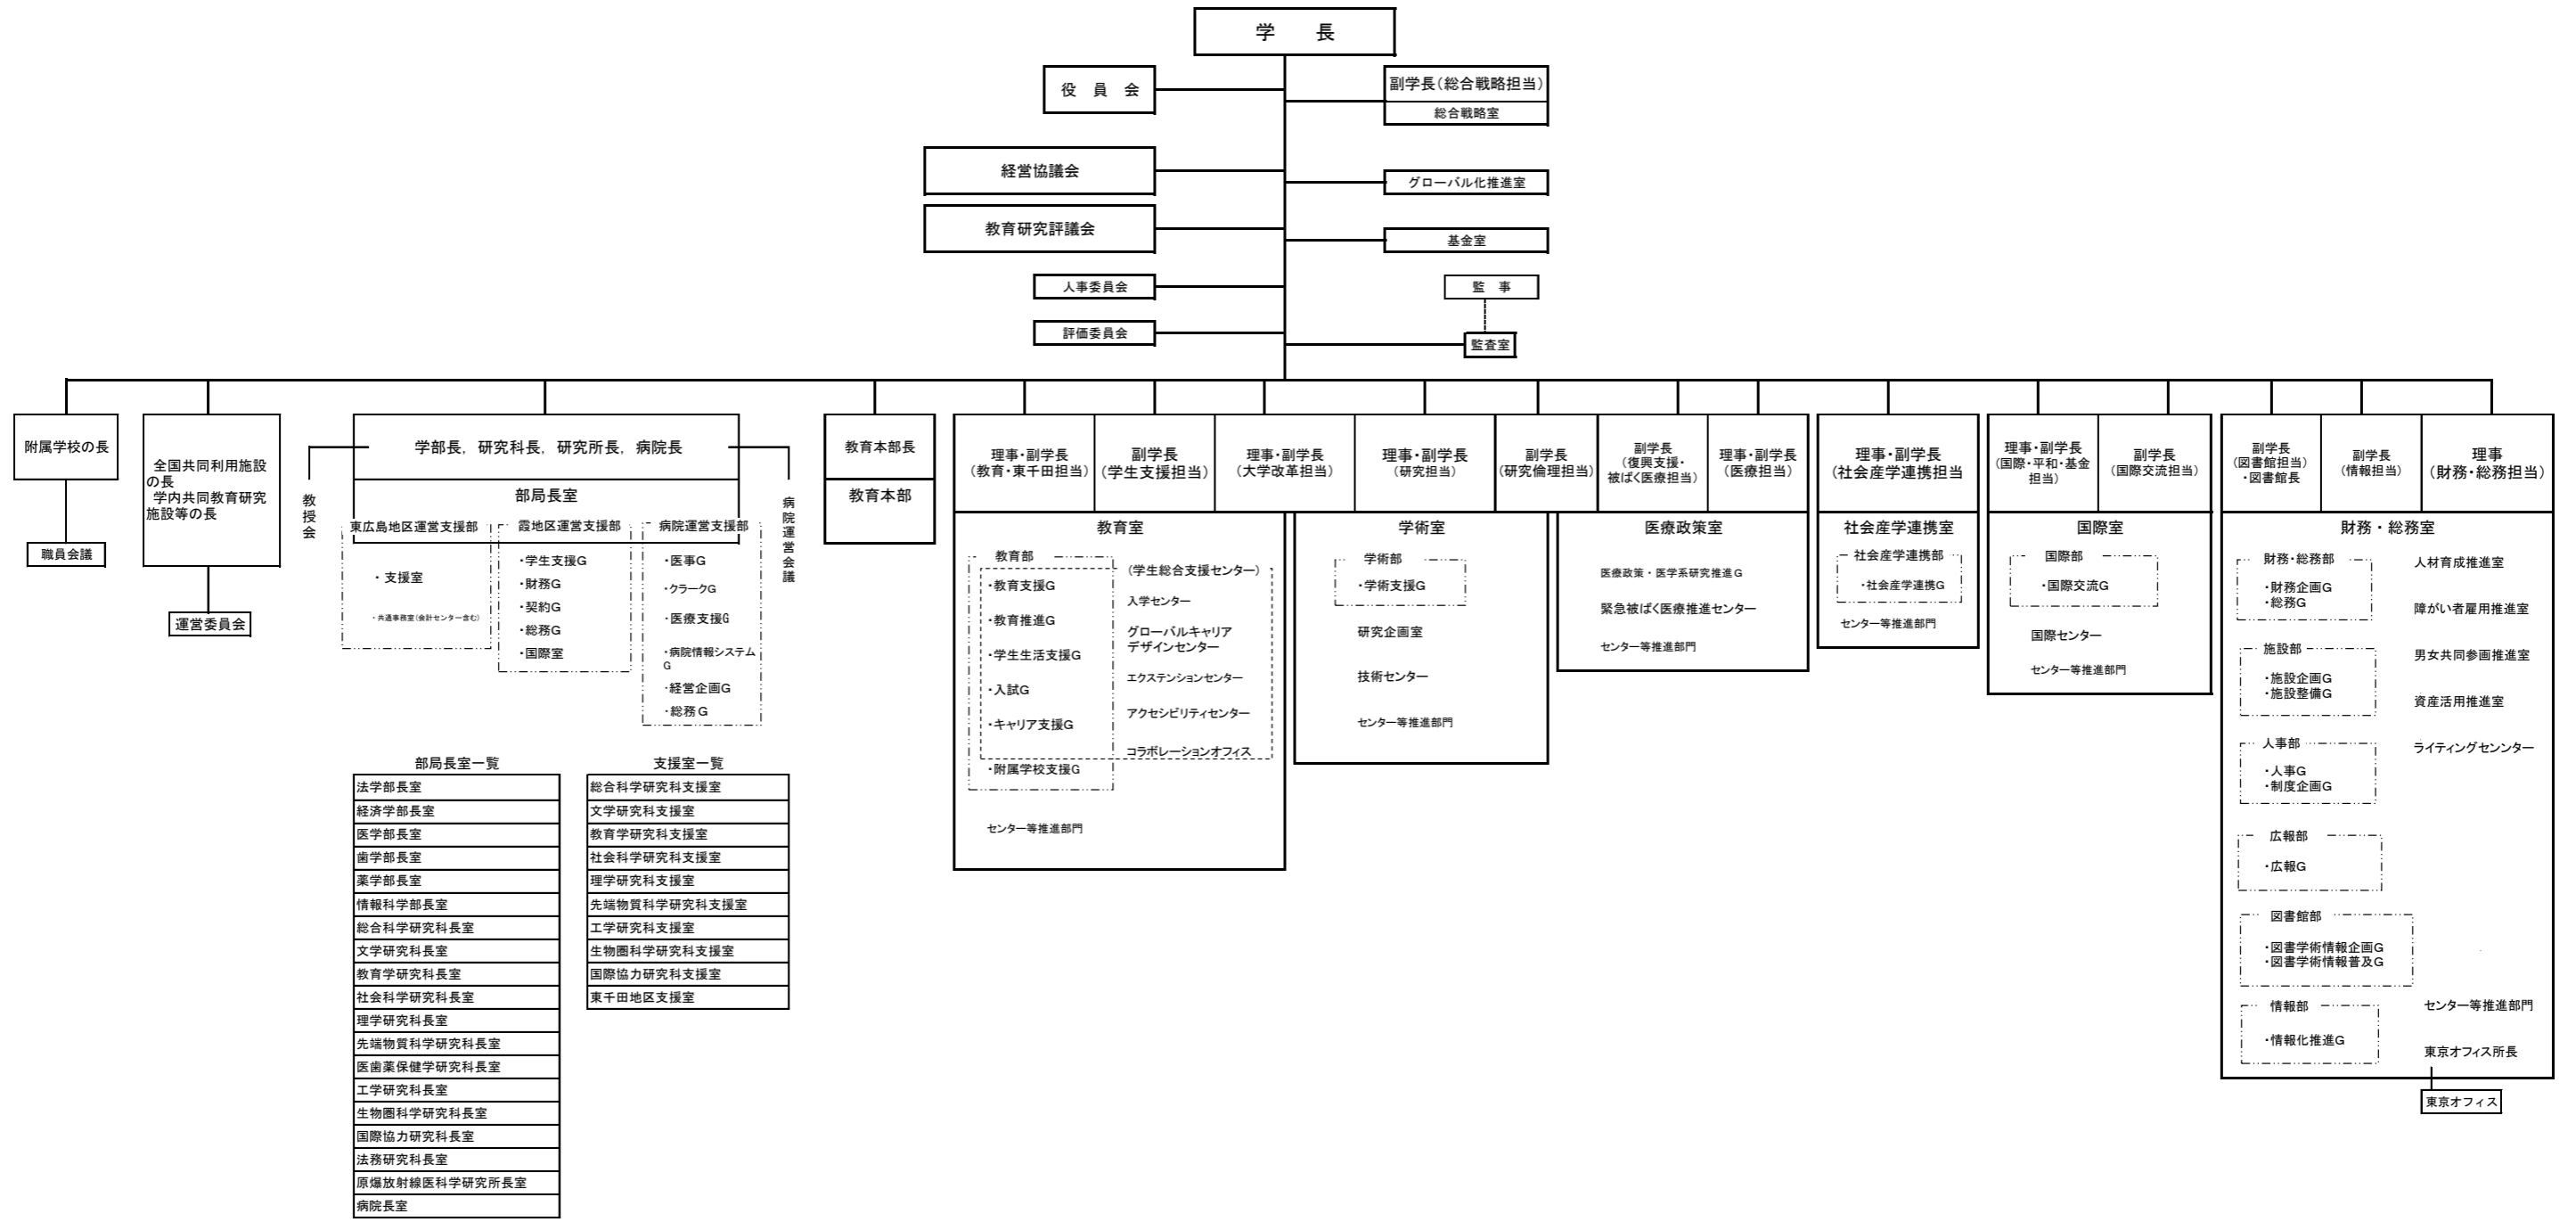 学　　長
役　員　会
副学長（総合戦略担当）
総合戦略室
経営協議会
グローバル化推進室
教育研究評議会
基金室
人事委員会
監　事
評価委員会
監査室
附属学校の長
職員会議
全国共同利用施設
の長
学内共同教育研究
施設等の長
運営委員会
学部長，研究科長，研究所長，病院長
教授会
病院運営会議
部局長室
東広島地区運営支援部
・支援室
・共通事務室（会計センター含む）
霞地区運営支援部
・学生支援G
・財務G
・契約G
・総務G
・国際室
病院運営支援部
・医事G
・クラークG
・医療支援G
・病院情報システム
G
・経営企画G
・総務G
教育本部長
教育本部
理事・副学長
（教育・東千田担当）
副学長
（学生支援担当）
理事・副学長
（大学改革担当）
理事・副学長
（研究担当）
副学長
（研究倫理担当）
副学長
（復興支援・
被ばく医療担当）
理事・副学長
（医療担当）
理事・副学長
（社会産学連携担当
理事・副学長
（国際・平和・基金
担当）
副学長
（国際交流担当）
副学長
（図書館担当）
・図書館長
副学長
（情報担当）
理事
（財務・総務担当）
教育室
教育部
・教育支援G
・教育推進G
・学生生活支援G
・入試G
・キャリア支援G
・附属学校支援G
センター等推進部門
（学生総合支援センター）
入学センター
グローバルキャリア
デザインセンター
エクステンションセンター
アクセシビリティセンター
コラボレーションオフィス
学術室
学術部
・学術支援G
研究企画室
技術センター
センター等推進部門
医療政策室
医療政策・医学系研究推進G
緊急被ばく医療推進センター
センター等推進部門
社会産学連携室
社会産学連携部
・社会産学連携G
センター等推進部門
国際室
国際部
・国際交流G
国際センター
センター等推進部門
財務・総務室
財務・総務部
・財務企画G
・総務G
施設部
・施設企画G
・施設整備G
人事部
・人事G
・制度企画G
広報部
・広報G
図書館部
・図書学術情報企画G
・図書学術情報普及G
情報部
・情報化推進G
人材育成推進室
障がい者雇用推進室
男女共同参画推進室
資産活用推進室
ライティングセンンター
センター等推進部門
東京オフィス所長
東京オフィス
部局長室一覧
法学部長室
経済学部長室
医学部長室
歯学部長室
薬学部長室
情報科学部長室
総合科学研究科長室
文学研究科長室
教育学研究科長室
社会科学研究科長室
理学研究科長室
先端物質科学研究科長室
医歯薬保健学研究科長室
工学研究科長室
生物圏科学研究科長室
国際協力研究科長室
法務研究科長室
原爆放射線医科学研究所長室
病院長室
支援室一覧
総合科学研究科支援室
文学研究科支援室
教育学研究科支援室
社会科学研究科支援室
理学研究科支援室
先端物質科学研究科支援室
工学研究科支援室
生物圏科学研究科支援室
国際協力研究科支援室
東千田地区支援室